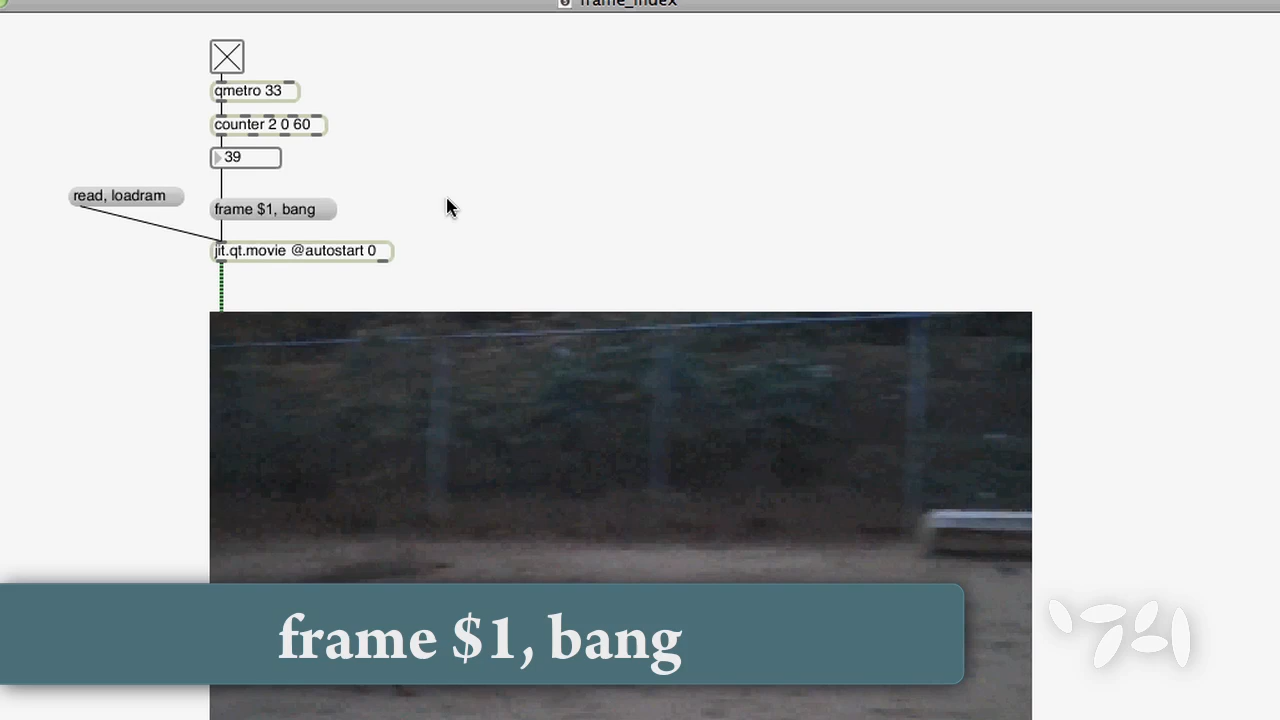 frame_index
qmetro 33
counter 2 0 60
39
read, loadram
frame $1, bang
jit.qt.movie @autostart 0
frame $1, bang